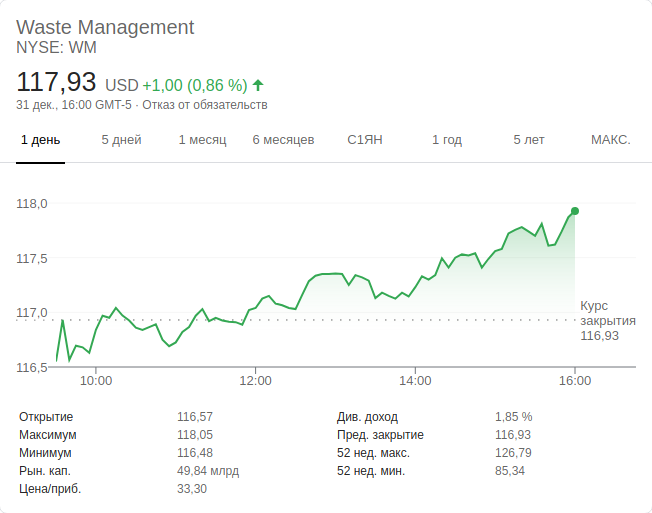 Waste Management
NYSE: WM
117,93 USD +1,00 (0,86 %)
31 дек., 16:00 GMT-5 · Отказ от обязательств
1 день 5 дней 1 месяц 6 месяцев С1ЯН 1 год 5 лет МАКС.
118,0
117,5
117,0
Курс
закрытия
116,93
116,5
10:00 12:00 14:00 16:00
Открытие 116,57 Див. доход 1,85 %
Максимум 118,05 Пред. закрытие 116,93
Минимум 116,48 52 нед. макс. 126,79
Рын. кап. 49,84 млрд 52 нед. мин. 85,34
Цена/приб. 33,30